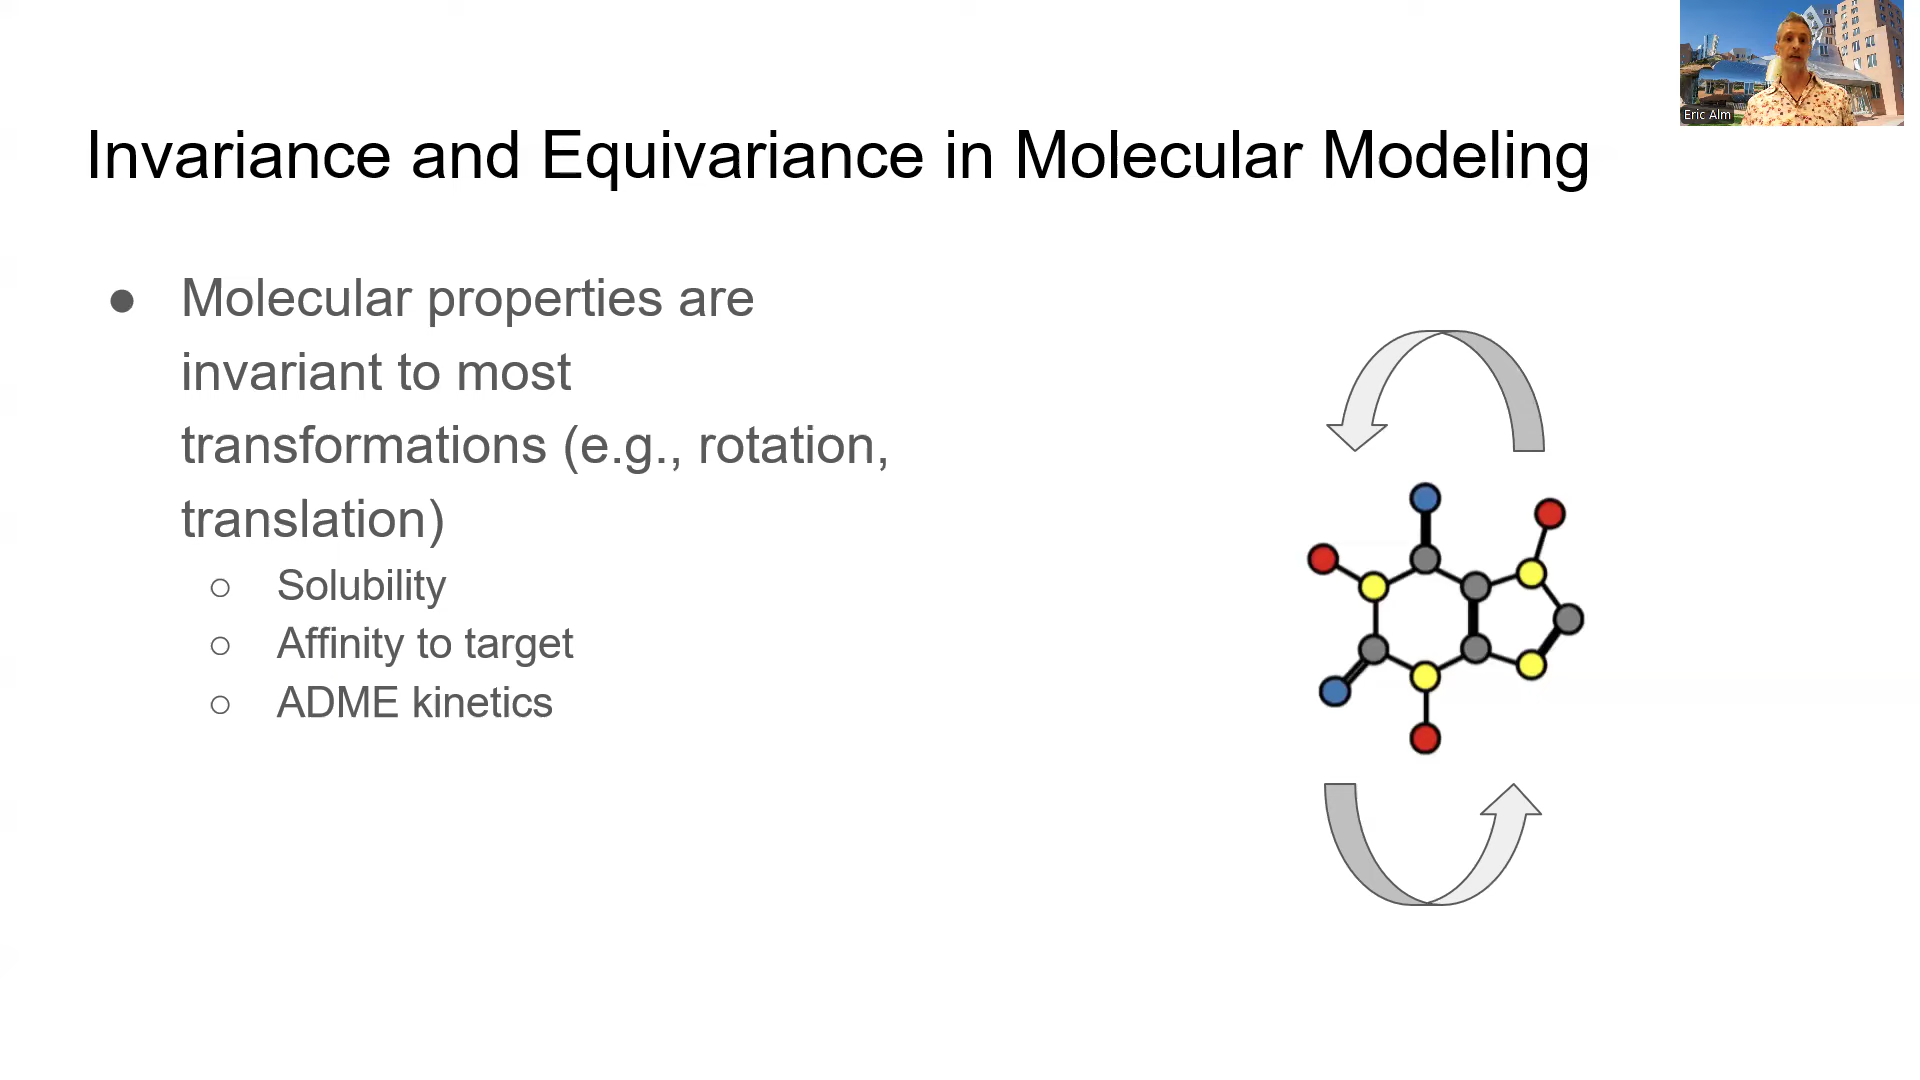 Eric Alm
Invariance and Equivariance in Molecular Modeling
● Molecular properties are
invariant to most
transformations (e.g., rotation,
translation)
○ Solubility
○ Affinity to target
○ ADME kinetics